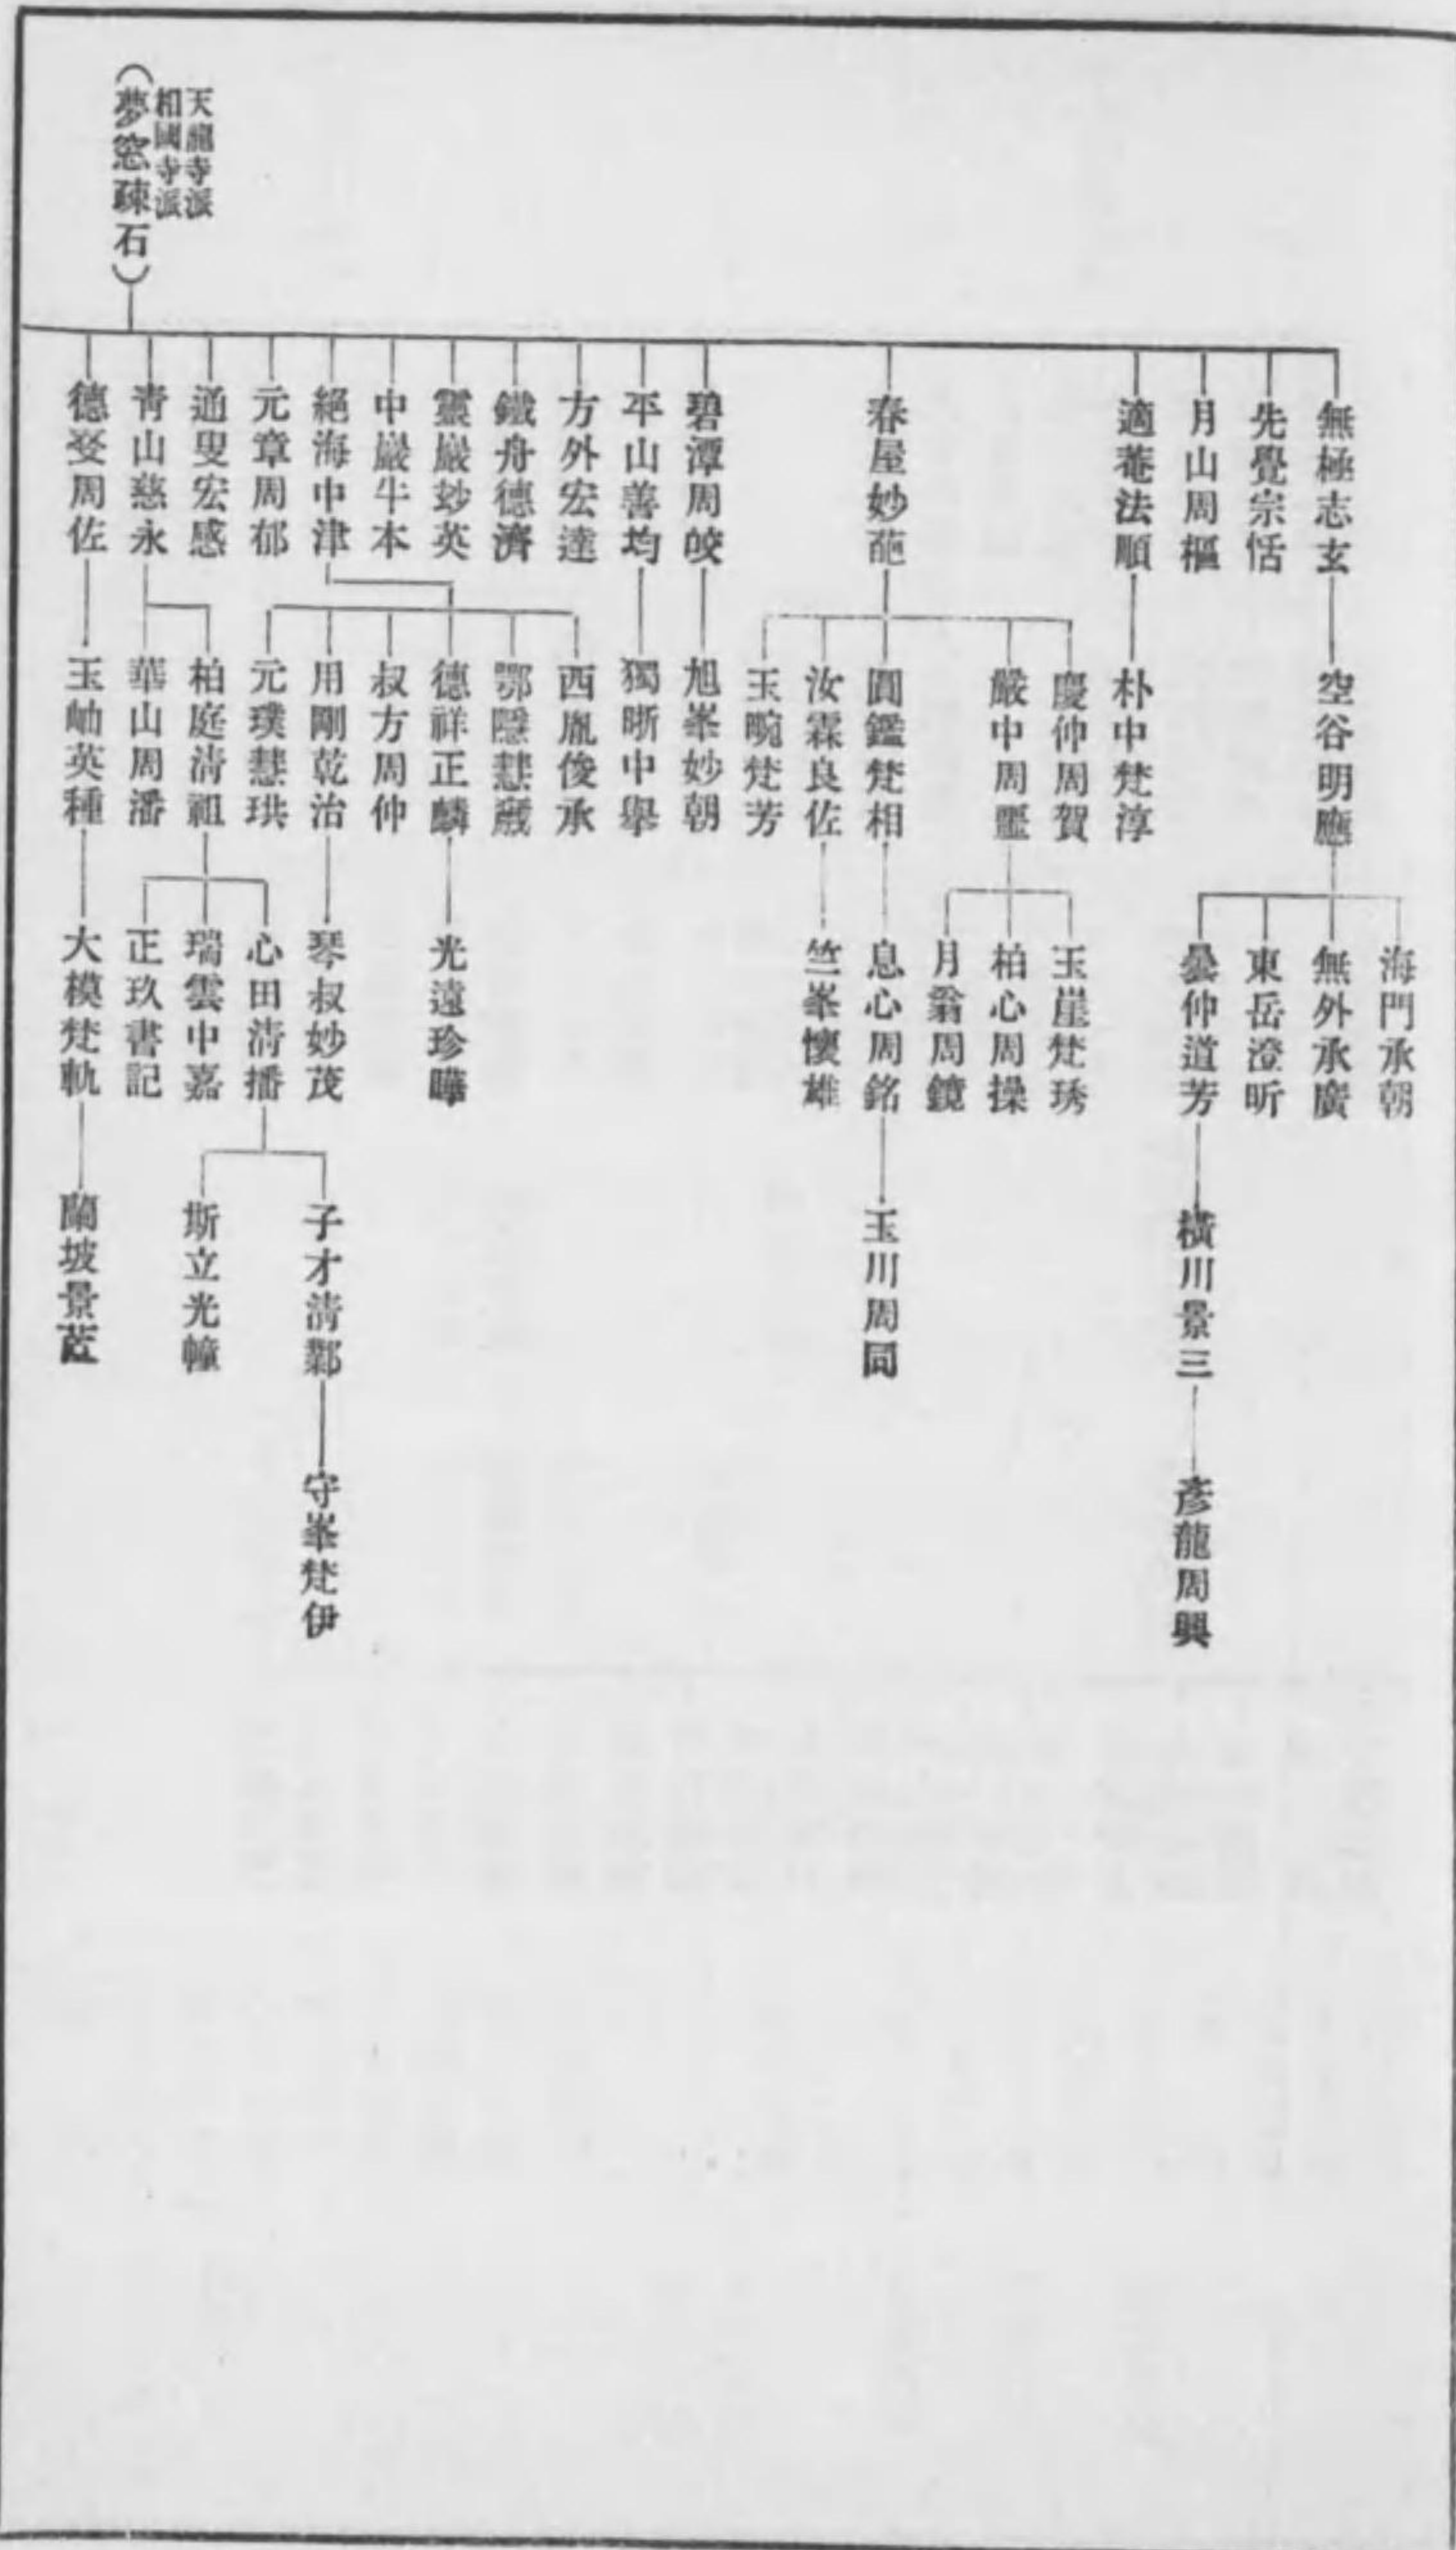 海門承朝
無極志玄
空谷明應
無外承廣
先覺宗恬
東岳澄昕
月山周樞
曇仲道芳
橫川景三
彥龍周興
適菴法順
朴中梵淳
慶仲周賀
玉崖梵琇
嚴中周噩
柏心周操
月翁周鏡
春屋妙葩
圓鑑梵相
息心周銘
玉川周同
汝霖良佐
竺峯懷雄
玉畹梵芳
碧潭周皎
旭峯妙朝
平山善均
獨晣中擧
方外宏遠
西胤俊承
鐵舟德濟
鄂隱慧奯
靈巖玅英
德祥正麟
光遠珍曄
中巖牛本
叔方周仲
絕海中津
用剛乾治
琴叔妙茂
子才清鄴
守峯梵伊
元章周郁
元璞慧珙
心田清播
通叟宏感
柏庭清祖
瑞雲中嘉
斯立光幢
天龍寺派
相國寺派
青山慈永
華山周潘
正玖書記
(夢窓疎石)
德叟周佐
玉岫英種
大模梵軌
蘭坡景茝